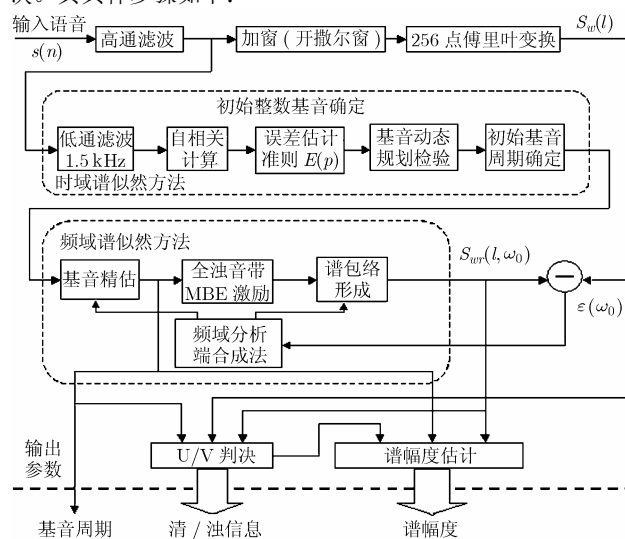 输入语音
s(n)
高通滤波
加窗(开撒尔窗)
256 点傅里叶变换
S_w(l)
初始整数基音确定
低通滤波
1.5 kHz
自相关
计算
误差估计
准则 E(p)
基音动态
规划检验
初始基音
周期确定
时域谱似然方法
频域谱似然方法
基音精估
全浊音带
MBE 激励
谱包络
形成
S_wr(l, ω_0)
−
ε(ω_0)
频域分析
端合成法
输出
参数
U/V 判决
谱幅度估计
基音周期
清/浊信息
谱幅度